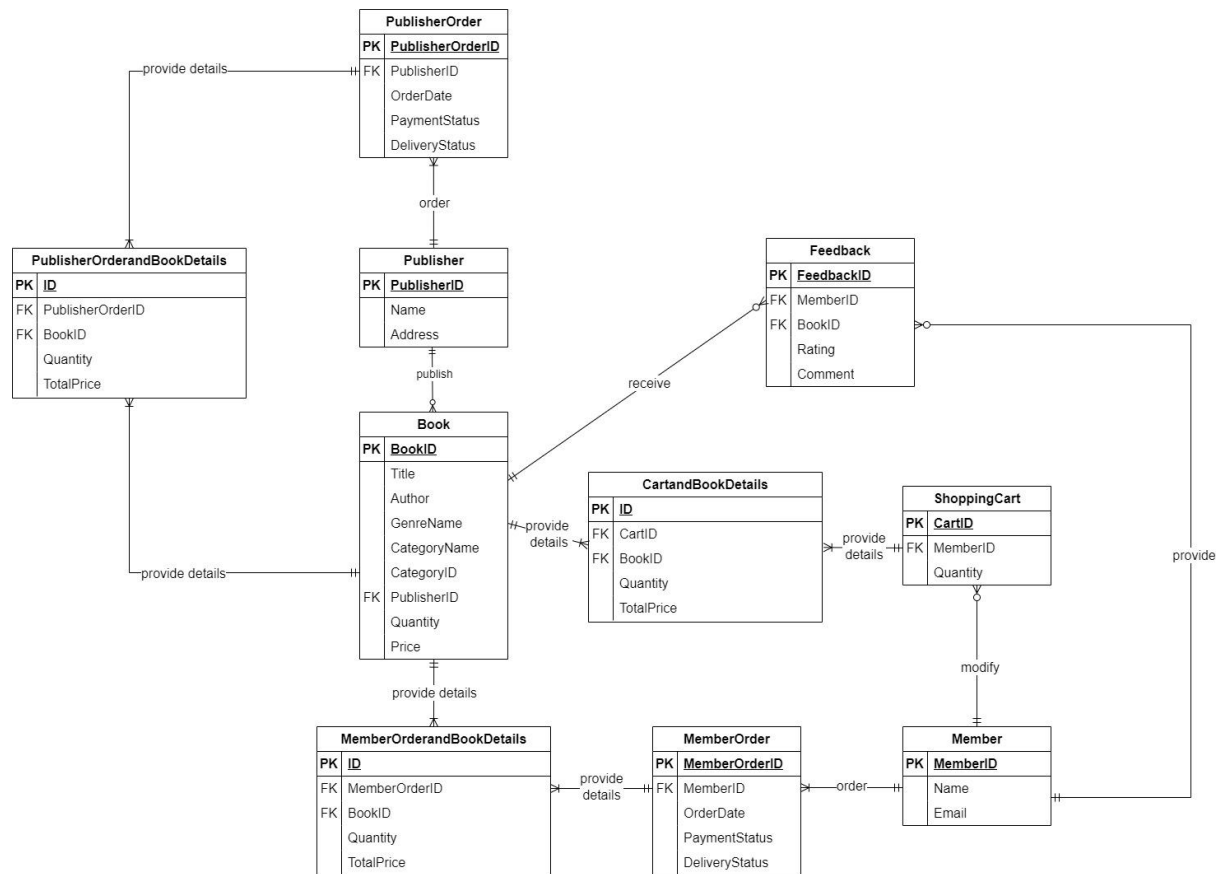 PublisherOrder
PK PublisherOrderID
FK PublisherID
OrderDate
PaymentStatus
DeliveryStatus
provide details
order
PublisherOrderandBookDetails
PK ID
FK PublisherOrderID
FK BookID
Quantity
TotalPrice
Publisher
PK PublisherID
Name
Address
publish
Feedback
PK FeedbackID
FK MemberID
FK BookID
Rating
Comment
receive
provide
Book
PK BookID
Title
Author
GenreName
CategoryName
CategoryID
FK PublisherID
Quantity
Price
provide details
provide
details
CartandBookDetails
PK ID
FK CartID
FK BookID
Quantity
TotalPrice
provide
details
ShoppingCart
PK CartID
FK MemberID
Quantity
modify
provide details
MemberOrderandBookDetails
PK ID
FK MemberOrderID
FK BookID
Quantity
TotalPrice
provide
details
MemberOrder
PK MemberOrderID
FK MemberID
OrderDate
PaymentStatus
DeliveryStatus
order
Member
PK MemberID
Name
Email